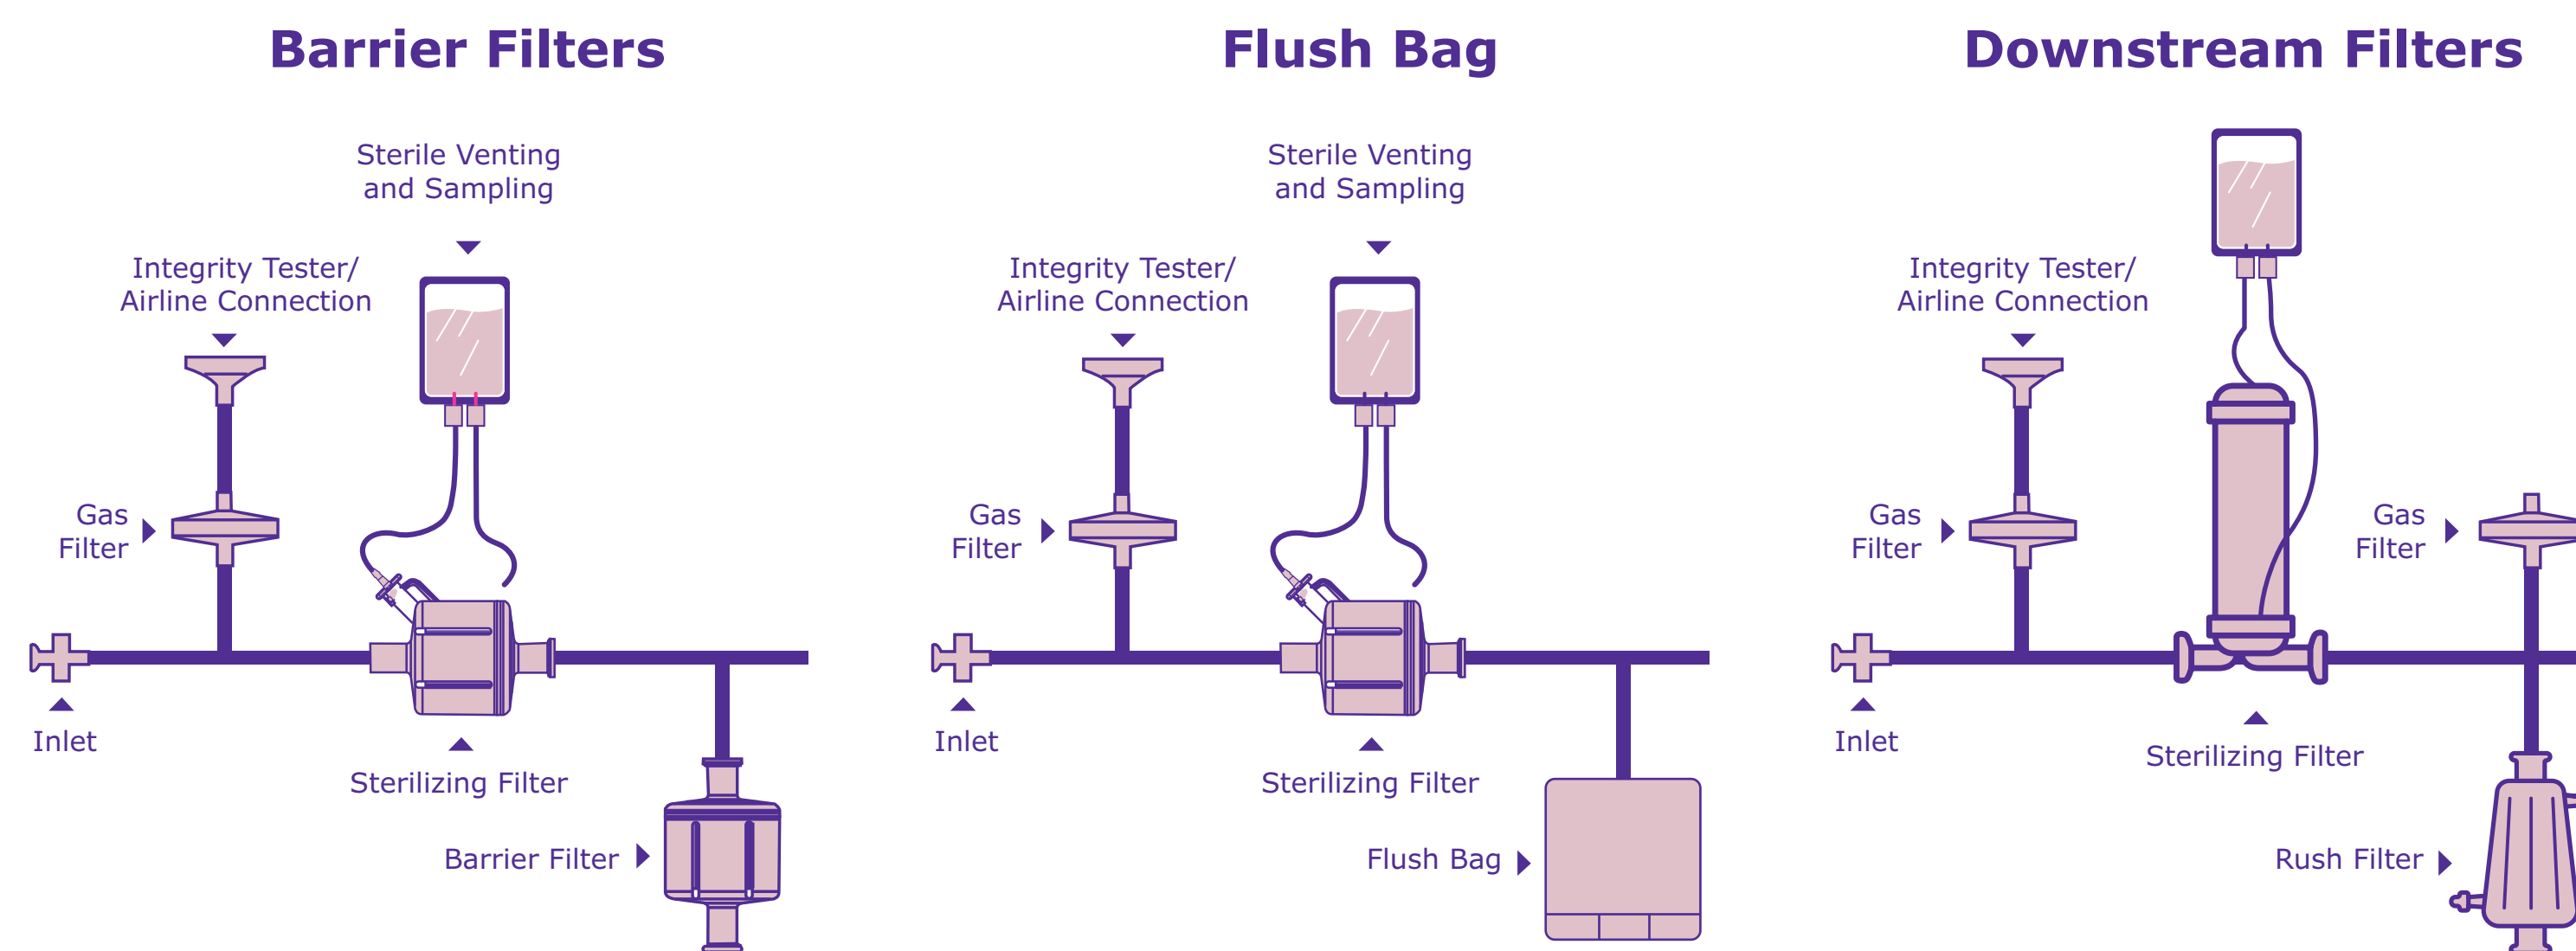 Barrier Filters
Sterile Venting
and Sampling
Integrity Tester/
Airline Connection
Gas
Filter
Inlet
Sterilizing Filter
Barrier Filter
Flush Bag
Sterile Venting
and Sampling
Integrity Tester/
Airline Connection
Gas
Filter
Inlet
Sterilizing Filter
Flush Bag
Downstream Filters
Integrity Tester/
Airline Connection
Gas
Filter
Gas
Filter
Inlet
Sterilizing Filter
Rush Filter